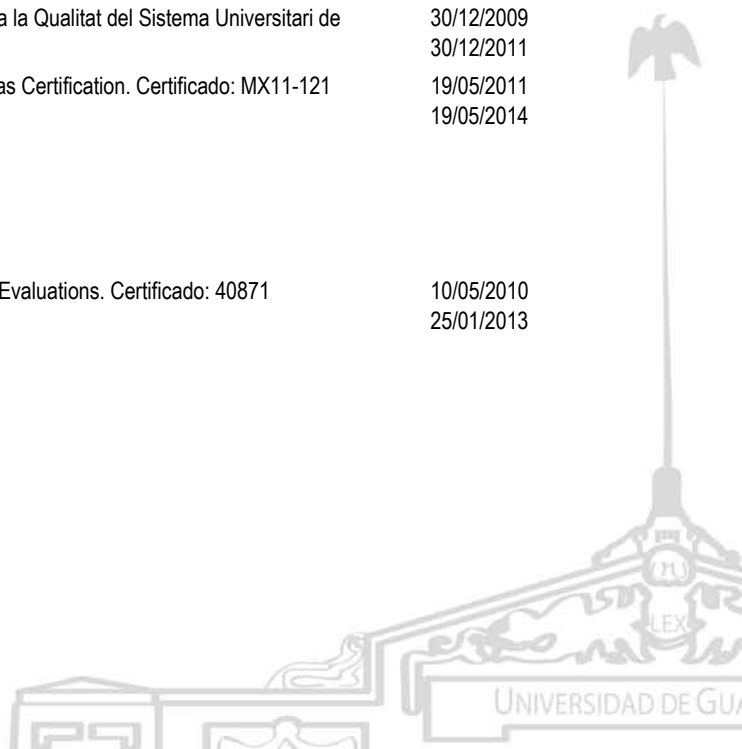 a la Qualitat del Sistema Universitari de 30/12/2009
30/12/2011
as Certification. Certificado: MX11-121 19/05/2011
19/05/2014
Evaluations. Certificado: 40871 10/05/2010
25/01/2013
LEX
UNIVERSIDAD DE GUA